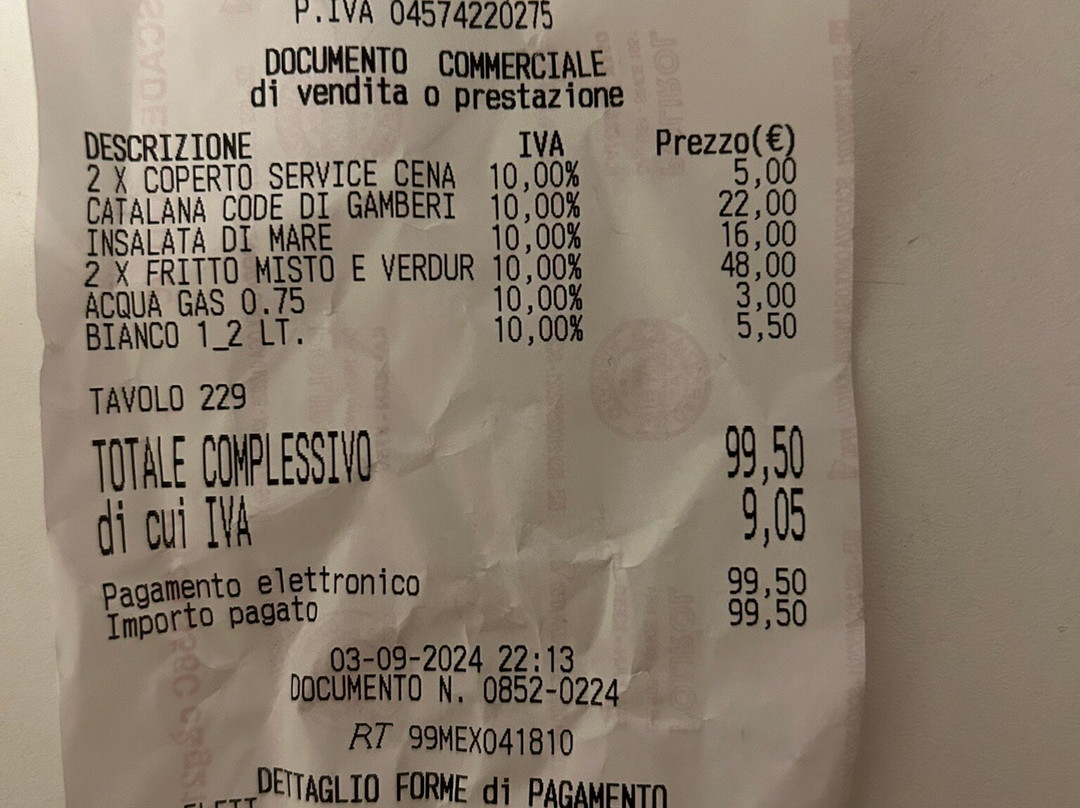 P.IVA 04574220275
DOCUMENTO COMMERCIALE
di vendita o prestazione
DESCRIZIONE IVA Prezzo(€)
2 X COPERTO SERVICE CENA 10,00% 5,00
CATALANA CODE DI GAMBERI 10,00% 22,00
INSALATA DI MARE 10,00% 16,00
2 X FRITTO MISTO E VERDUR 10,00% 48,00
ACQUA GAS 0.75 10,00% 3,00
BIANCO 1_2 LT. 10,00% 5,50
TAVOLO 229
TOTALE COMPLESSIVO 99,50
di cui IVA 9,05
Pagamento elettronico 99,50
Importo pagato 99,50
03-09-2024 22:13
DOCUMENTO N. 0852-0224
RT 99MEX041810
DETTAGLIO FORME di PAGAMENTO